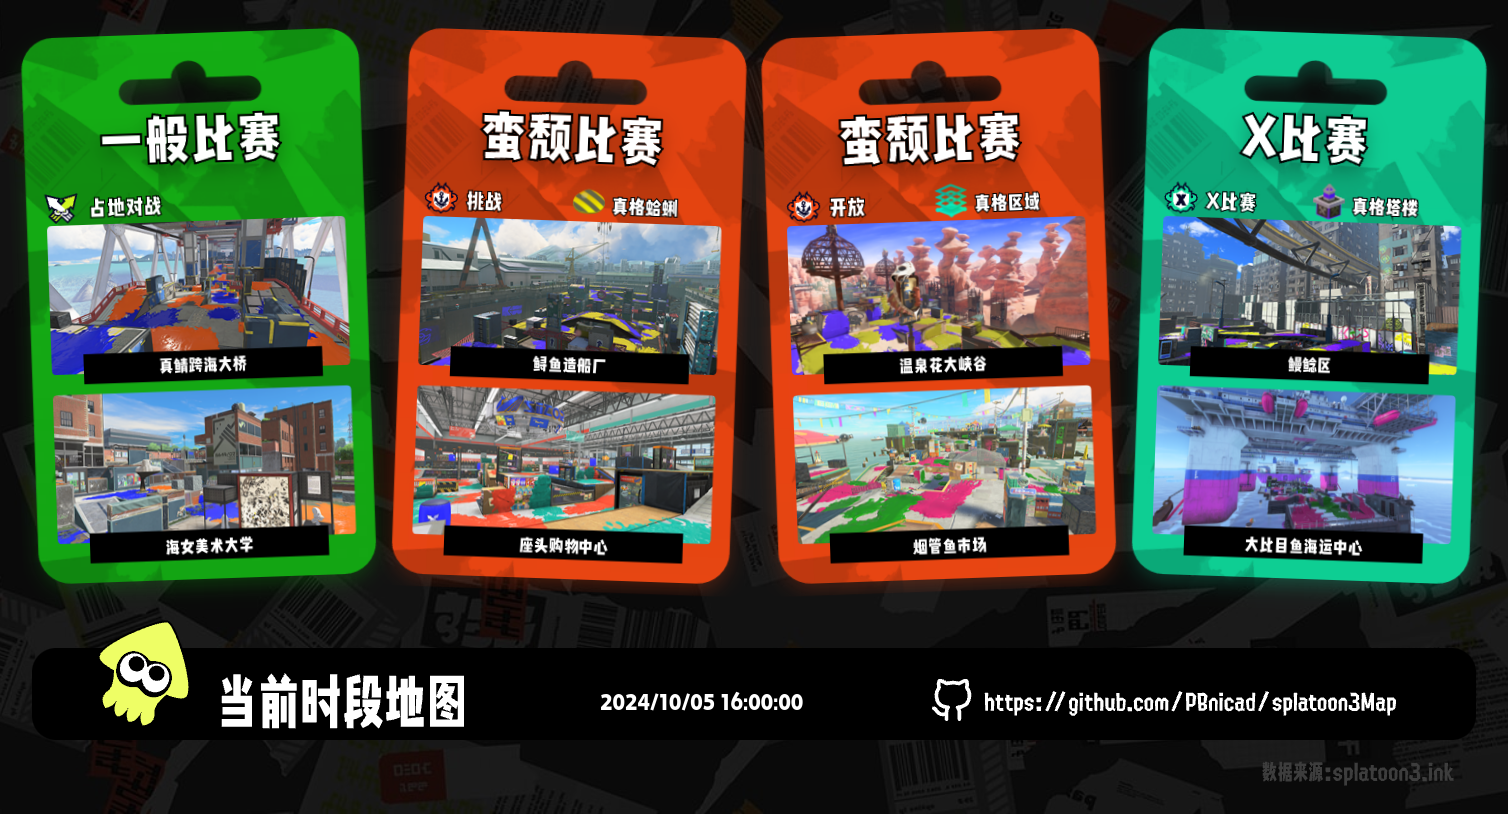 一般比赛
占地对战
真鲭跨海大桥
海女美术大学
蛮颓比赛
挑战
真格蛤蜊
鲟鱼造船厂
座头购物中心
蛮颓比赛
开放
真格区域
温泉花大峡谷
烟管鱼市场
X比赛
X比赛
真格塔楼
鳗鲶区
大比目鱼海运中心
当前时段地图
2024/10/05 16:00:00
https://github.com/PBnicad/splatoon3Map
数据来源:splatoon3.ink